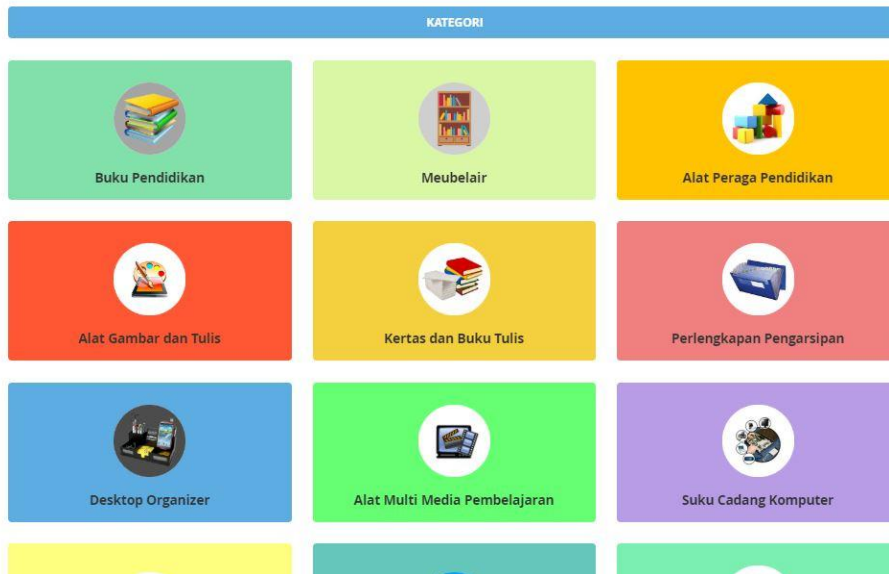 KATEGORI
Buku Pendidikan
Meubelair
Alat Peraga Pendidikan
Alat Gambar dan Tulis
Kertas dan Buku Tulis
Perlengkapan Pengarsipan
Desktop Organizer
Alat Multi Media Pembelajaran
Suku Cadang Komputer